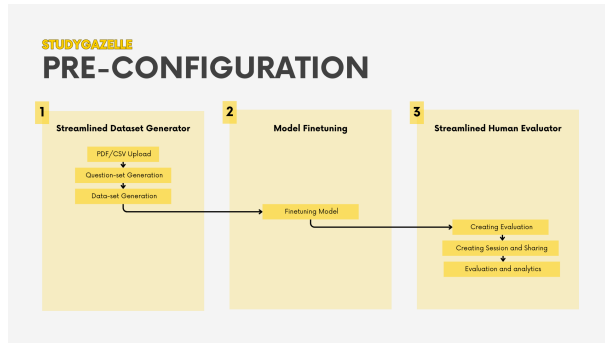 STUDYGAZELLE
PRE-CONFIGURATION
1
Streamlined Dataset Generator
PDF/CSV Upload
Question-set Generation
Data-set Generation
2
Model Finetuning
Finetuning Model
3
Streamlined Human Evaluator
Creating Evaluation
Creating Session and Sharing
Evaluation and analytics